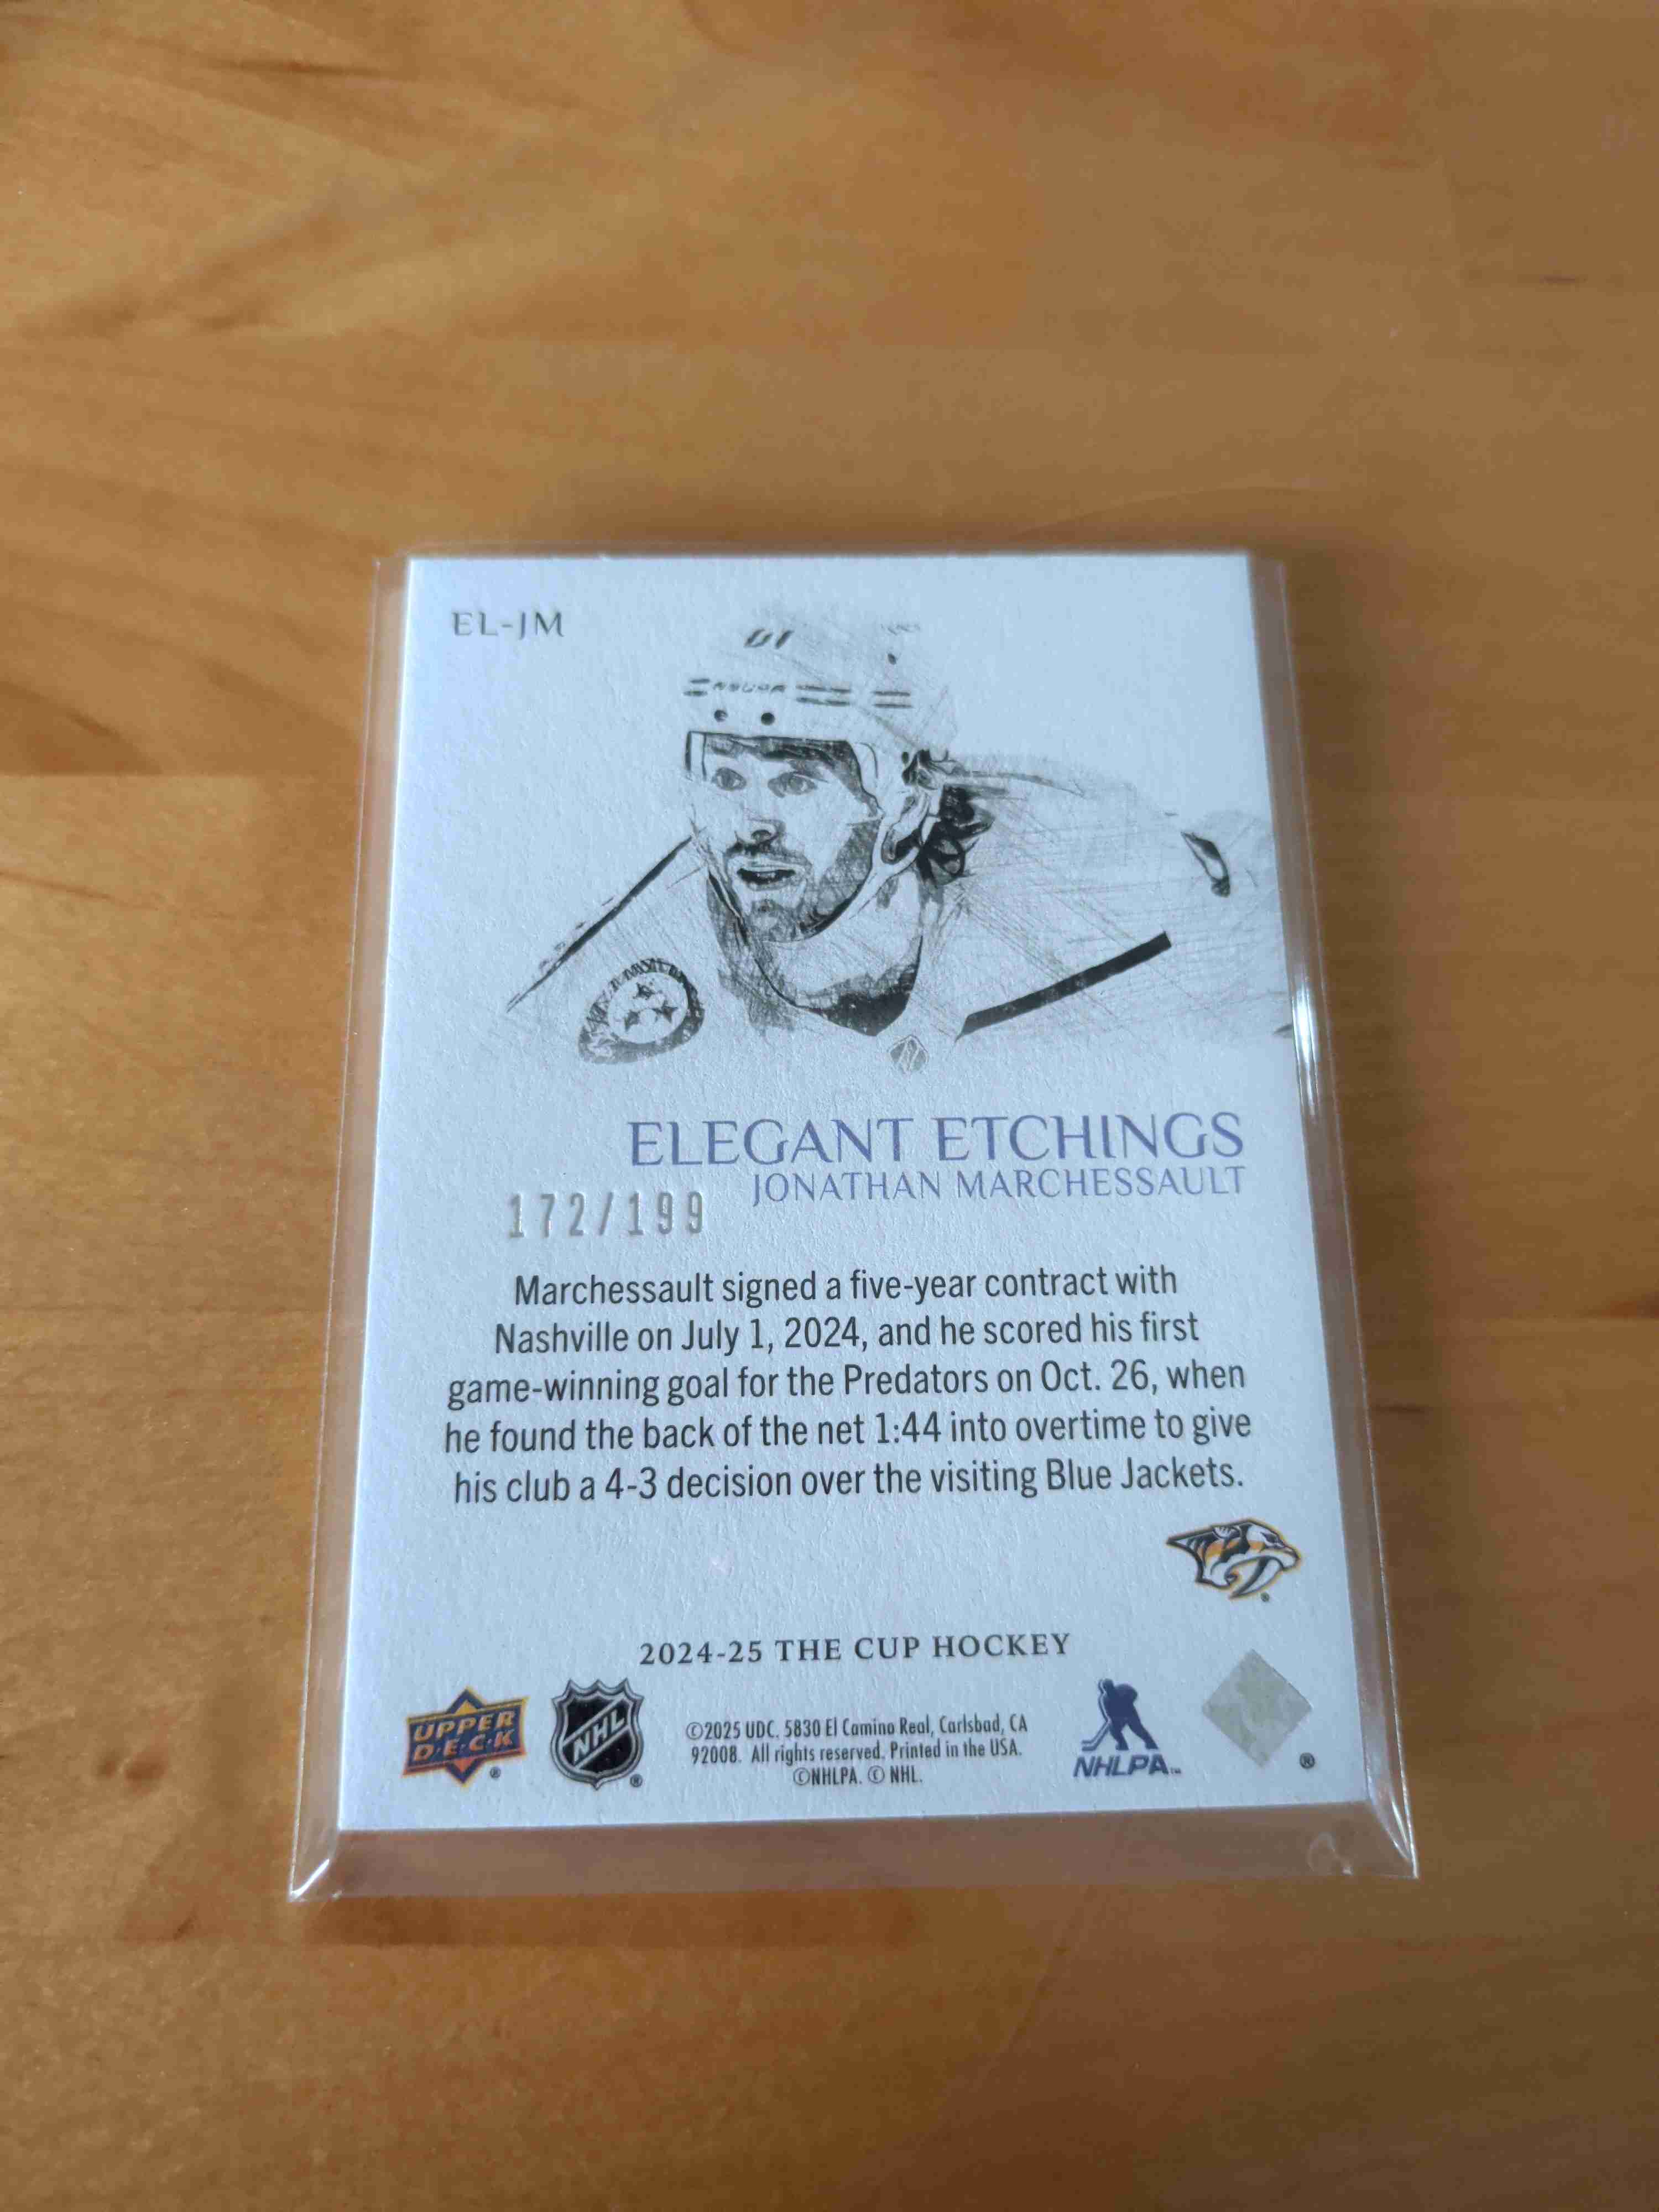 EL-JM
ELEGANT ETCHINGS
JONATHAN MARCHESSAULT
172/199
Marchessault signed a five-year contract with
Nashville on July 1, 2024, and he scored his first
game-winning goal for the Predators on Oct. 26, when
he found the back of the net 1:44 into overtime to give
his club a 4-3 decision over the visiting Blue Jackets.
2024-25 THE CUP HOCKEY
UPPER
D·E·C·K
®
NHL
®
©2025 UDC. 5830 El Camino Real, Carlsbad, CA
92008. All rights reserved. Printed in the USA.
©NHLPA. © NHL.
NHLPA™
®